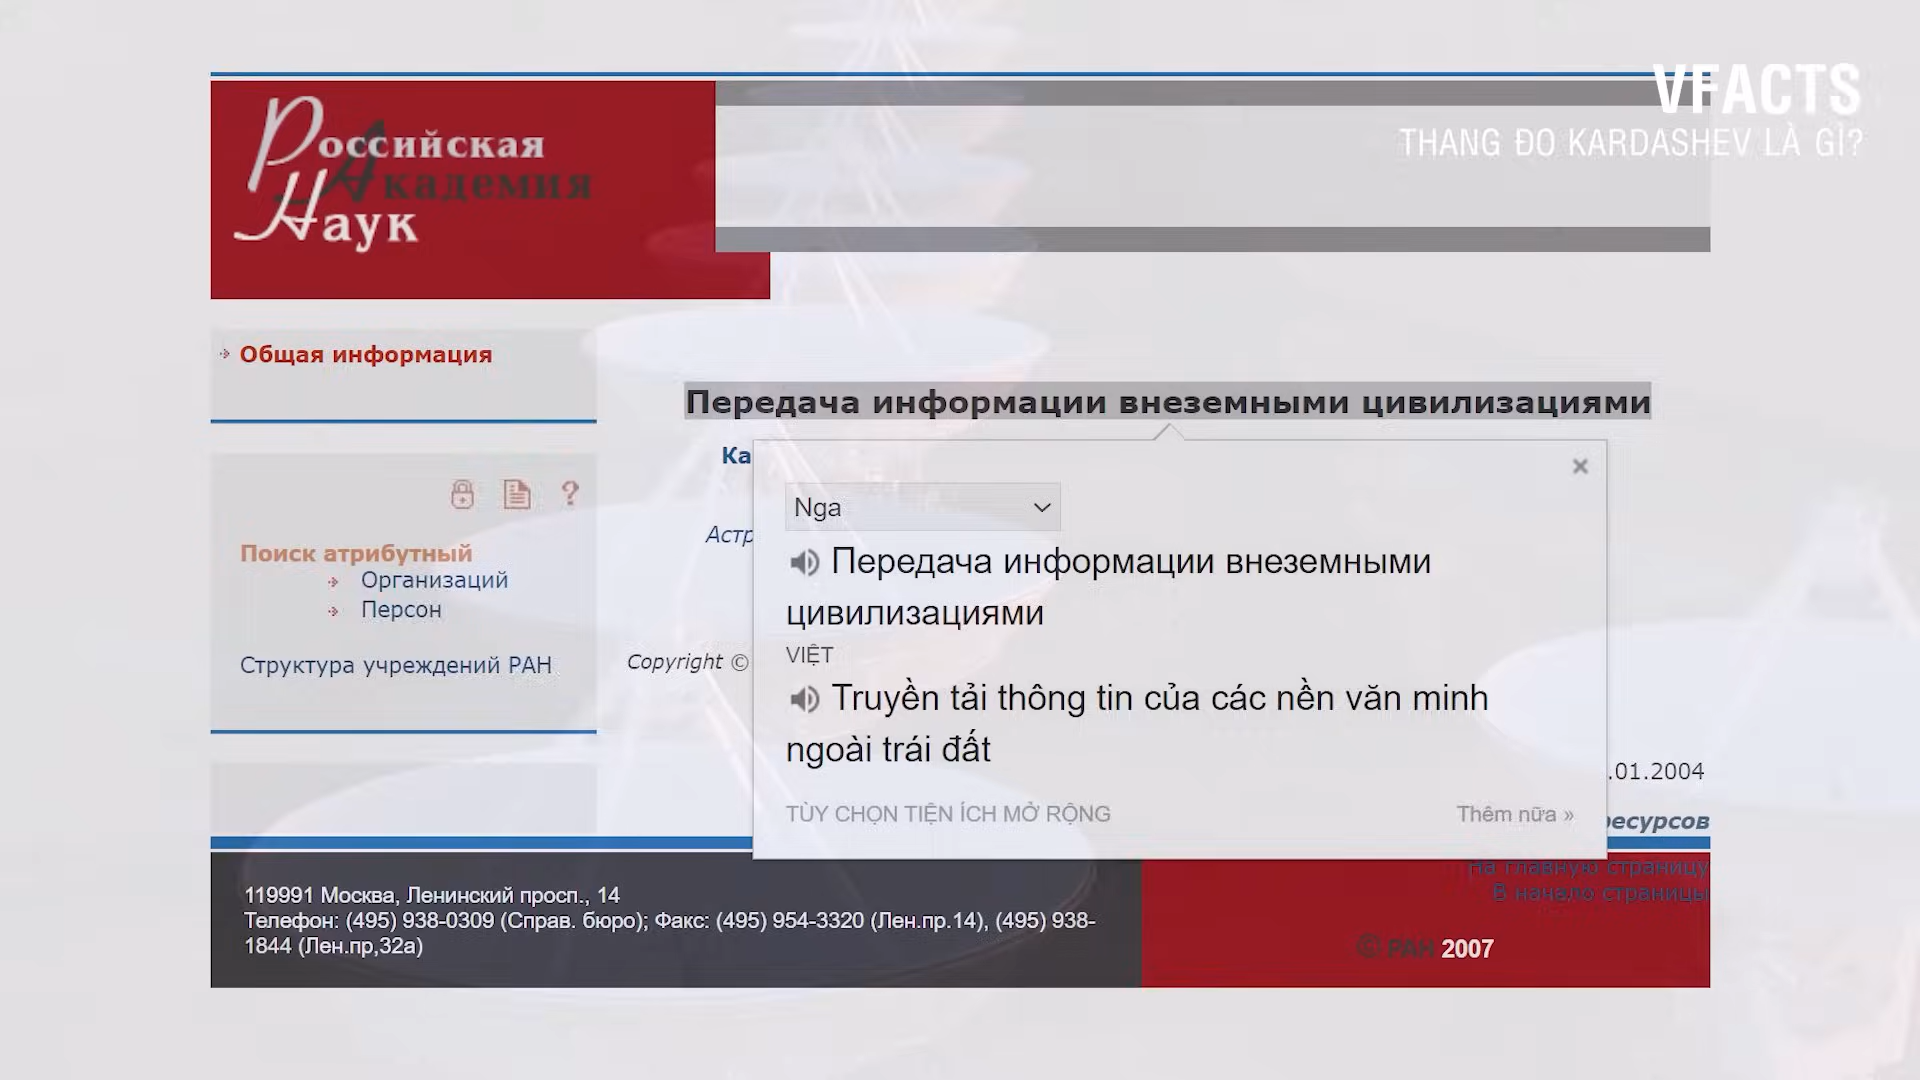 VFACTS
THANG ĐO KARDASHEV LÀ GÌ?
Российская
Академия
Наук
Общая информация
Передача информации внеземными цивилизациями
Ка
Nga
Астр
Передача информации внеземными
цивилизациями
Поиск атрибутный
Организаций
Персон
Структура учреждений РАН
Copyright ©
VIỆT
Truyền tải thông tin của các nền văn minh
ngoài trái đất
.01.2004
TÙY CHỌN TIỆN ÍCH MỞ RỘNG
Thêm nữa »
ресурсов
На главную страницу
В начало страницы
119991 Москва, Ленинский просп., 14
Телефон: (495) 938-0309 (Справ. бюро); Факс: (495) 954-3320 (Лен.пр.14), (495) 938-
1844 (Лен.пр,32а)
© РАН 2007